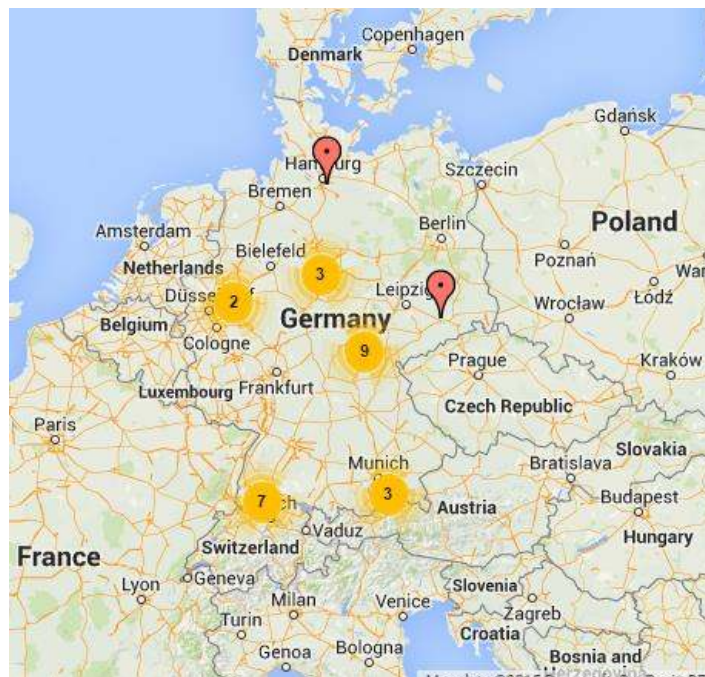 Copenhagen
Denmark
Gdańsk
Hamburg
Szczecin
Bremen
Amsterdam
Berlin
Poland
Bielefeld
Poznań
Netherlands
3
Leipzig
Łódź
2
Wrocław
Belgium
Germany
Cologne
9
Prague
Kraków
Luxembourg
Frankfurt
Czech Republic
Paris
Slovakia
Munich
Bratislava
7
3
Budapest
Austria
Vaduz
Hungary
Switzerland
France
Geneva
Lyon
Slovenia
Milan
Venice
Zagreb
Turin
Croatia
Genoa
Bologna
Bosnia and
Herzegovina